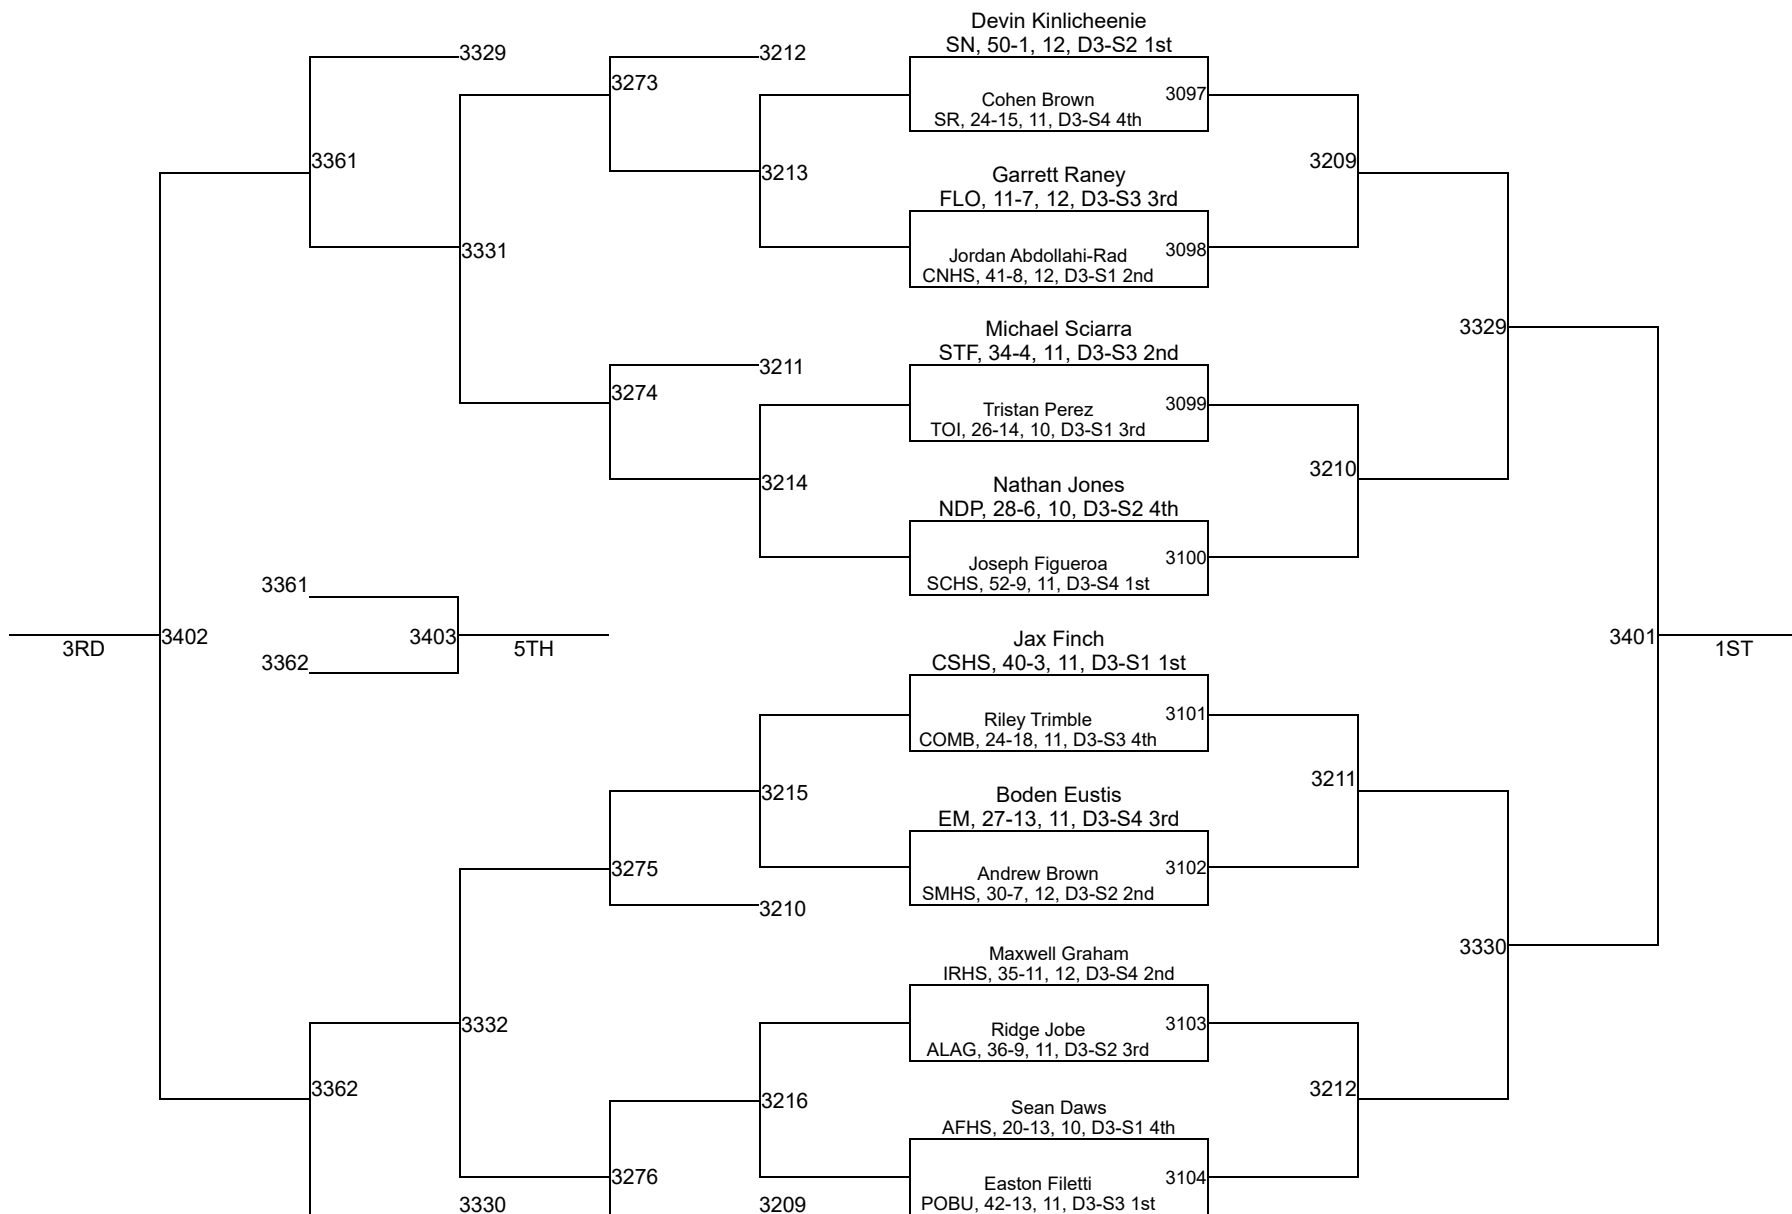 Devin Kinlicheenie
SN, 50-1, 12, D3-S2 1st
3329
3212
3273
Cohen Brown
3097
SR, 24-15, 11, D3-S4 4th
3361
3209
3213
Garrett Raney
FLO, 11-7, 12, D3-S3 3rd
3331
Jordan Abdollahi-Rad
3098
CNHS, 41-8, 12, D3-S1 2nd
Michael Sciarra
3329
STF, 34-4, 11, D3-S3 2nd
3211
3274
Tristan Perez
3099
TOI, 26-14, 10, D3-S1 3rd
3210
3214
Nathan Jones
NDP, 28-6, 10, D3-S2 4th
Joseph Figueroa
3100
SCHS, 52-9, 11, D3-S4 1st
3361
3RD
3402
3403
5TH
3362
Jax Finch
3401
1ST
CSHS, 40-3, 11, D3-S1 1st
Riley Trimble
3101
COMB, 24-18, 11, D3-S3 4th
3211
3215
Boden Eustis
EM, 27-13, 11, D3-S4 3rd
3275
Andrew Brown
3102
SMHS, 30-7, 12, D3-S2 2nd
3210
3330
Maxwell Graham
IRHS, 35-11, 12, D3-S4 2nd
3332
Ridge Jobe
3103
ALAG, 36-9, 11, D3-S2 3rd
3362
3212
3216
Sean Daws
AFHS, 20-13, 10, D3-S1 4th
3276
Easton Filetti
3104
POBU, 42-13, 11, D3-S3 1st
3330
3209